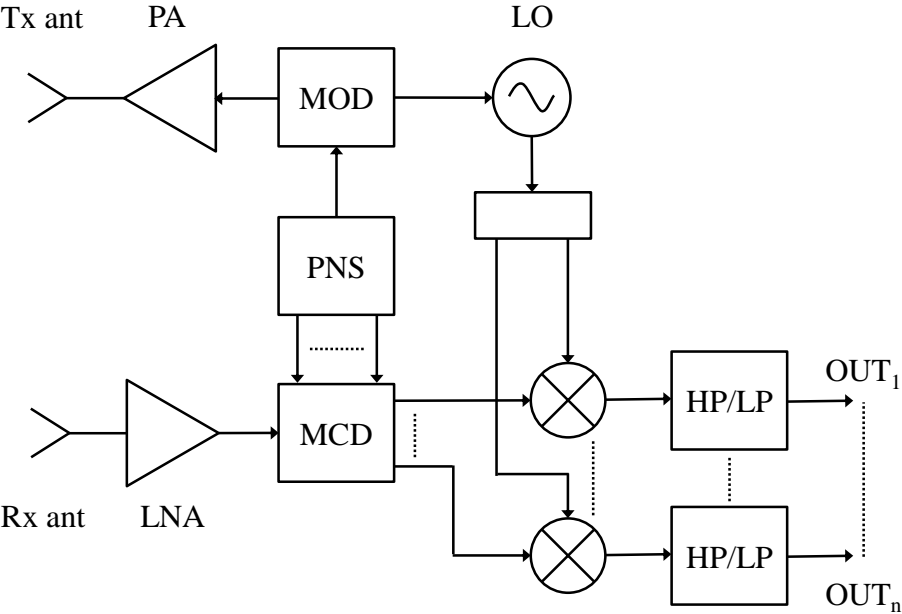 Tx ant PA LO
MOD
PNS
OUT₁
HP/LP
MCD
Rx ant LNA
HP/LP
OUTₙ